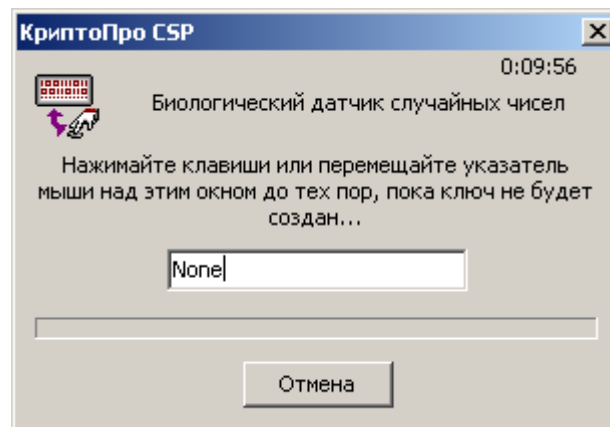 КриптоПро CSP
0:09:56
Биологический датчик случайных чисел
Нажимайте клавиши или перемещайте указатель
мыши над этим окном до тех пор, пока ключ не будет
создан...
None
Отмена